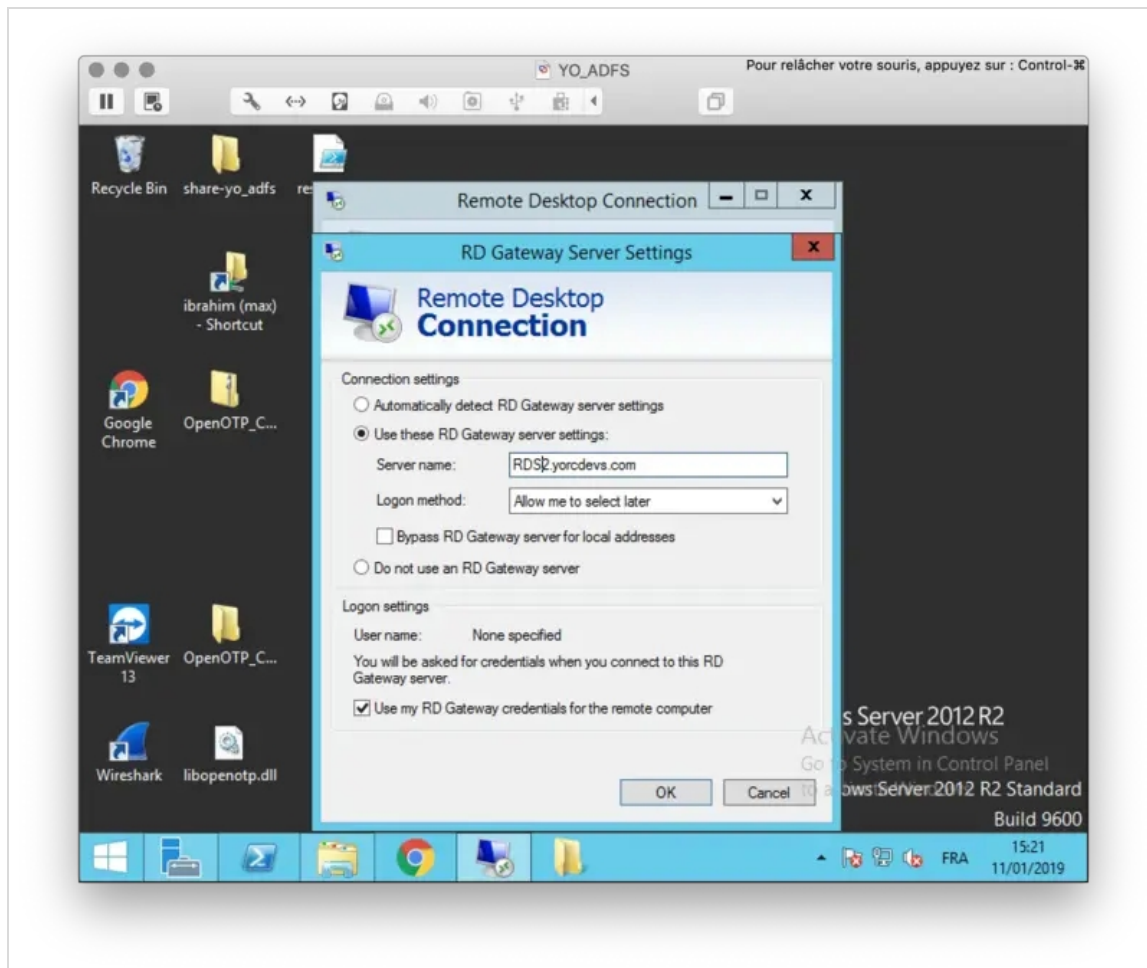 YO_ADFS
Pour relâcher votre souris, appuyez sur : Control-⌘
Recycle Bin
share-yo_adfs
Remote Desktop Connection
RD Gateway Server Settings
Remote Desktop
Connection
ibrahim (max)
- Shortcut
Connection settings
Automatically detect RD Gateway server settings
Use these RD Gateway server settings:
Server name: RDS2.yorcdevs.com
Logon method: Allow me to select later
Bypass RD Gateway server for local addresses
Do not use an RD Gateway server
Google
Chrome
OpenOTP_C...
Logon settings
User name: None specified
You will be asked for credentials when you connect to this RD
Gateway server.
Use my RD Gateway credentials for the remote computer
TeamViewer
13
OpenOTP_C...
Wireshark
libopenotp.dll
OK
Cancel
s Server 2012 R2
Activate Windows
Go to System in Control Panel
ows Server 2012 R2 Standard
Build 9600
FRA
15:21
11/01/2019